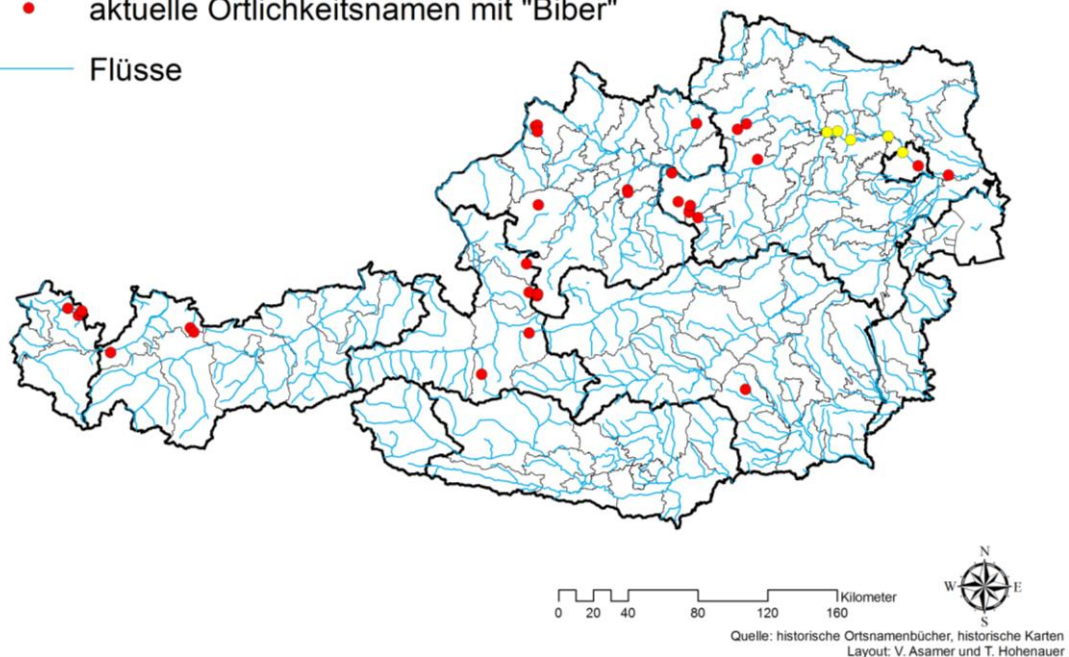 aktuelle Örtlichkeitsnamen mit "Biber"
Flüsse
N
W E
S
Kilometer
0 20 40 80 120 160
Quelle: historische Ortsnamenbücher, historische Karten
Layout: V. Asamer und T. Hohenauer